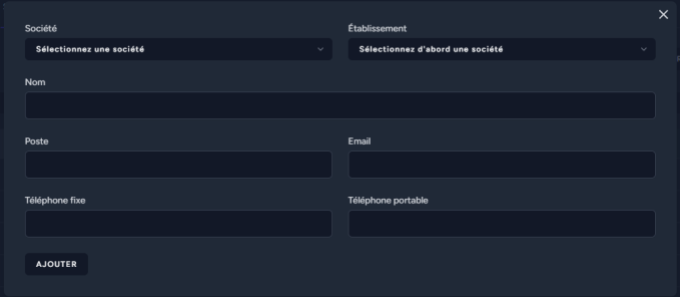 Société
Établissement
Sélectionnez une société
Sélectionnez d'abord une société
Nom
Poste
Email
Téléphone fixe
Téléphone portable
AJOUTER